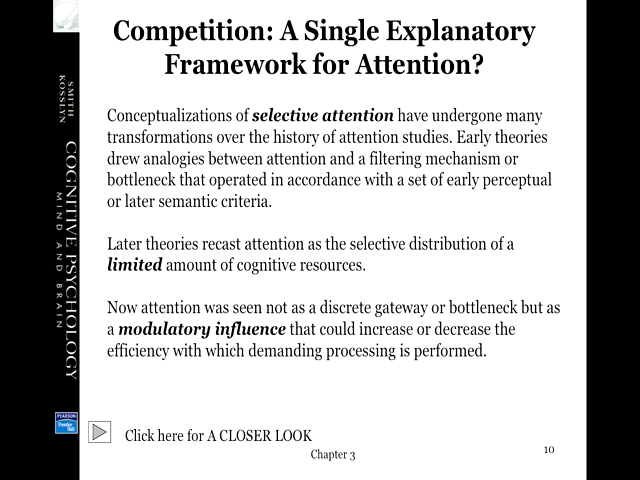 Competition: A Single Explanatory
Framework for Attention?
SMITH
KOSSLYN
COGNITIVE PSYCHOLOGY
MIND AND BRAIN
Conceptualizations of selective attention have undergone many
transformations over the history of attention studies. Early theories
drew analogies between attention and a filtering mechanism or
bottleneck that operated in accordance with a set of early perceptual
or later semantic criteria.
Later theories recast attention as the selective distribution of a
limited amount of cognitive resources.
Now attention was seen not as a discrete gateway or bottleneck but as
a modulatory influence that could increase or decrease the
efficiency with which demanding processing is performed.
PEARSON
Prentice
Hall
Click here for A CLOSER LOOK
Chapter 3
10